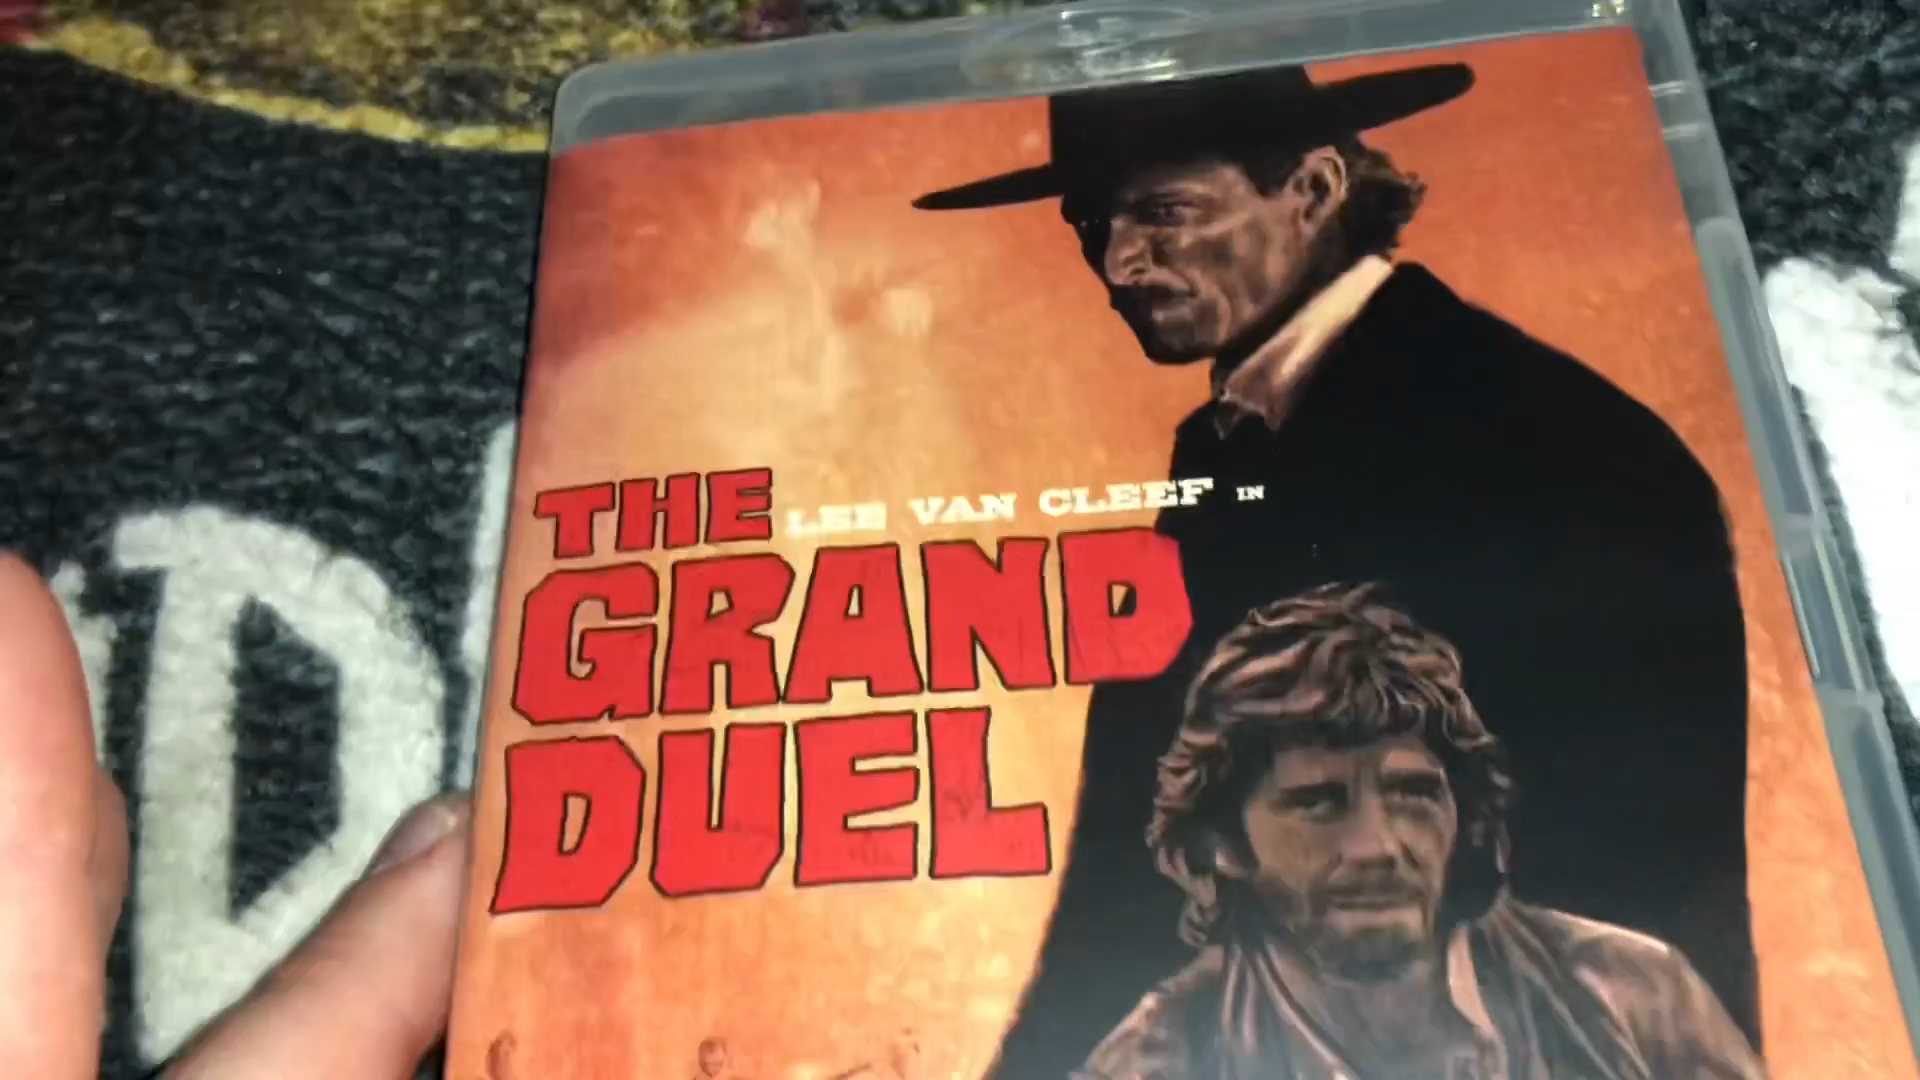 THE
LEE VAN CLEEF IN
GRAND
DUEL
D